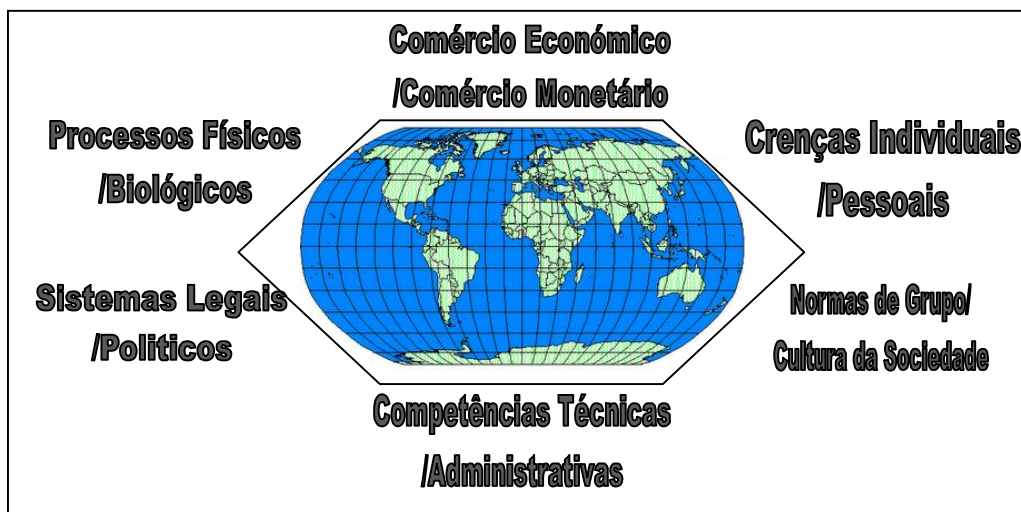 Comércio Económico
/Comércio Monetário
Processos Físicos
/Biológicos
Crenças Individuais
/Pessoais
Sistemas Legais
/Politicos
Normas de Grupo/
Cultura da Sociedade
Competências Técnicas
/Administrativas